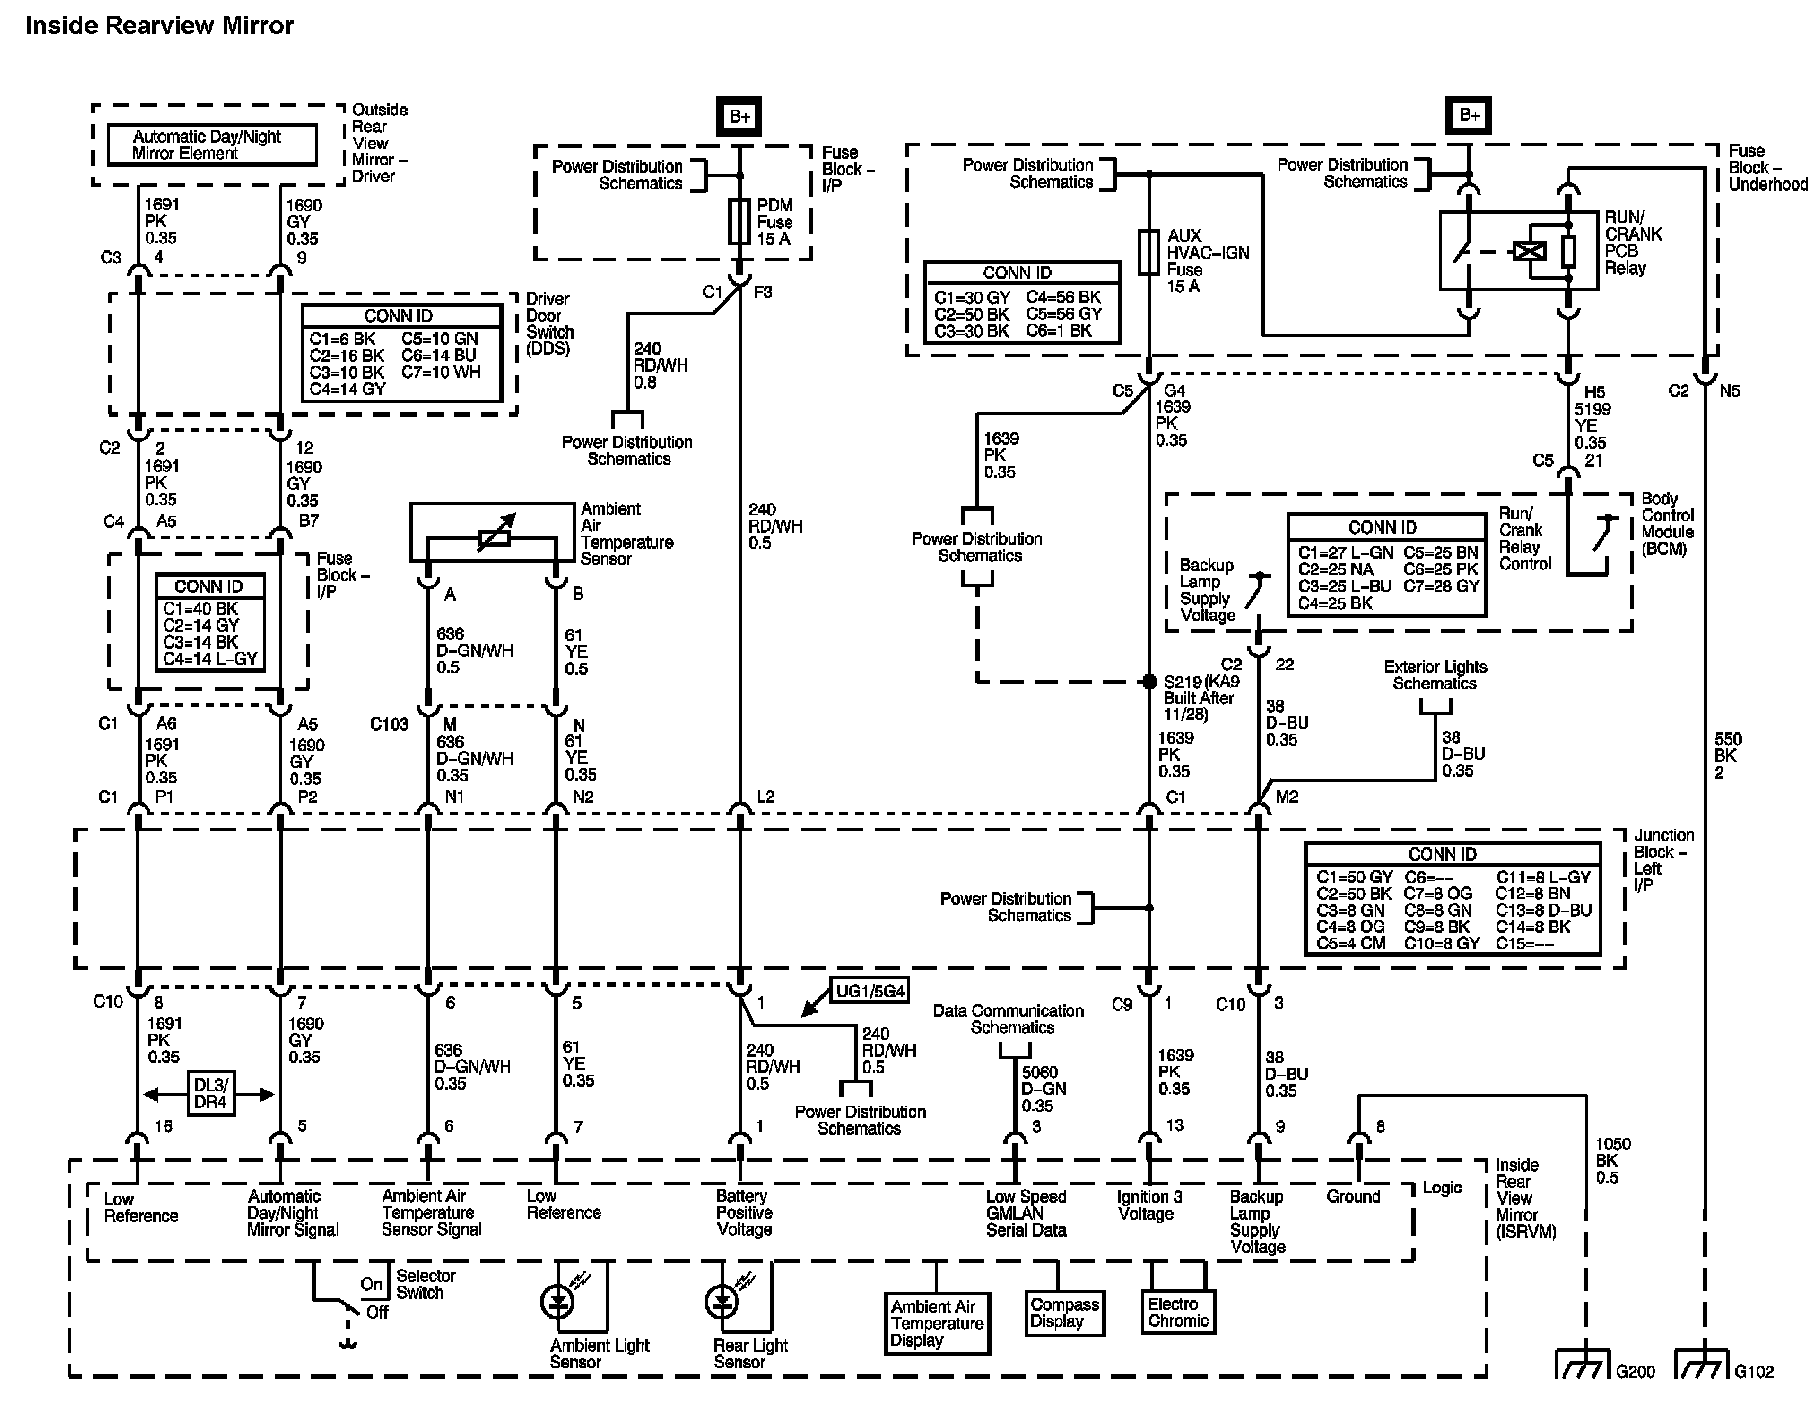 Inside Rearview Mirror
Automatic Day/Night
Mirror Element
Outside
Rear
View
Mirror –
Driver
B+
Power Distribution
Schematics
Fuse
Block –
I/P
PDM
Fuse
15 A
B+
Power Distribution
Schematics
Power Distribution
Schematics
Fuse
Block –
Underhood
AUX
HVAC–IGN
Fuse
15 A
RUN/
CRANK
PCB
Relay
CONN ID
C1=30 GY C4=56 BK
C2=50 BK C5=56 GY
C3=30 BK C6=1 BK
1691
PK
0.35
1690
GY
0.35
C3 4 9
Driver
Door
Switch
(DDS)
CONN ID
C1=6 BK C5=10 GN
C2=16 BK C6=14 BU
C3=10 BK C7=10 WH
C4=14 GY
C1 F3
240
RD/WH
0.8
Power Distribution
Schematics
C5 G4
1639
PK
0.35
H5
5199
YE
0.35
C2 N5
C2 2 12
1691
PK
0.35
1690
GY
0.35
1639
PK
0.35
C5 21
C4 A5 B7
Ambient
Air
Temperature
Sensor
240
RD/WH
0.5
Power Distribution
Schematics
Fuse
Block –
I/P
CONN ID
C1=40 BK
C2=14 GY
C3=14 BK
C4=14 L–GY
A B
636
D–GN/WH
0.5
61
YE
0.5
Backup
Lamp
Supply
Voltage
CONN ID
C1=27 L–GN C5=25 BN
C2=25 NA C6=25 PK
C3=25 L–BU C7=28 GY
C4=25 BK
Run/
Crank
Relay
Control
Body
Control
Module
(BCM)
C2 22
Exterior Lights
Schematics
S219 (KA9
Built After
11/28)
38
D–BU
0.35
38
D–BU
0.35
550
BK
2
C1 A6 A5
1691
PK
0.35
1690
GY
0.35
C103 M N
636
D–GN/WH
0.35
61
YE
0.35
1639
PK
0.35
C1 P1 P2 N1 N2 L2 C1 M2
Junction
Block –
Left
I/P
CONN ID
C1=50 GY C6=–– C11=8 L–GY
C2=50 BK C7=8 OG C12=8 BN
C3=8 GN C8=8 GN C13=8 D–BU
C4=8 OG C9=8 BK C14=8 BK
C5=4 CM C10=8 GY C15=––
Power Distribution
Schematics
C10 8 7 6 5 1
UG1/5G4
C9 1 C10 3
1691
PK
0.35
1690
GY
0.35
636
D–GN/WH
0.35
61
YE
0.35
240
RD/WH
0.5
240
RD/WH
0.5
Power Distribution
Schematics
Data Communication
Schematics
5060
D–GN
0.35
1639
PK
0.35
38
D–BU
0.35
DL3/
DR4
15 5 6 7 1 3 13 9 8
1050
BK
0.5
Low
Reference
Automatic
Day/Night
Mirror Signal
Ambient Air
Temperature
Sensor Signal
Low
Reference
Battery
Positive
Voltage
Low Speed
GMLAN
Serial Data
Ignition 3
Voltage
Backup
Lamp
Supply
Voltage
Ground
Logic
Inside
Rear
View
Mirror
(ISRVM)
On
Off
Selector
Switch
Ambient Light
Sensor
Rear Light
Sensor
Ambient Air
Temperature
Display
Compass
Display
Electro
Chromic
G200
G102